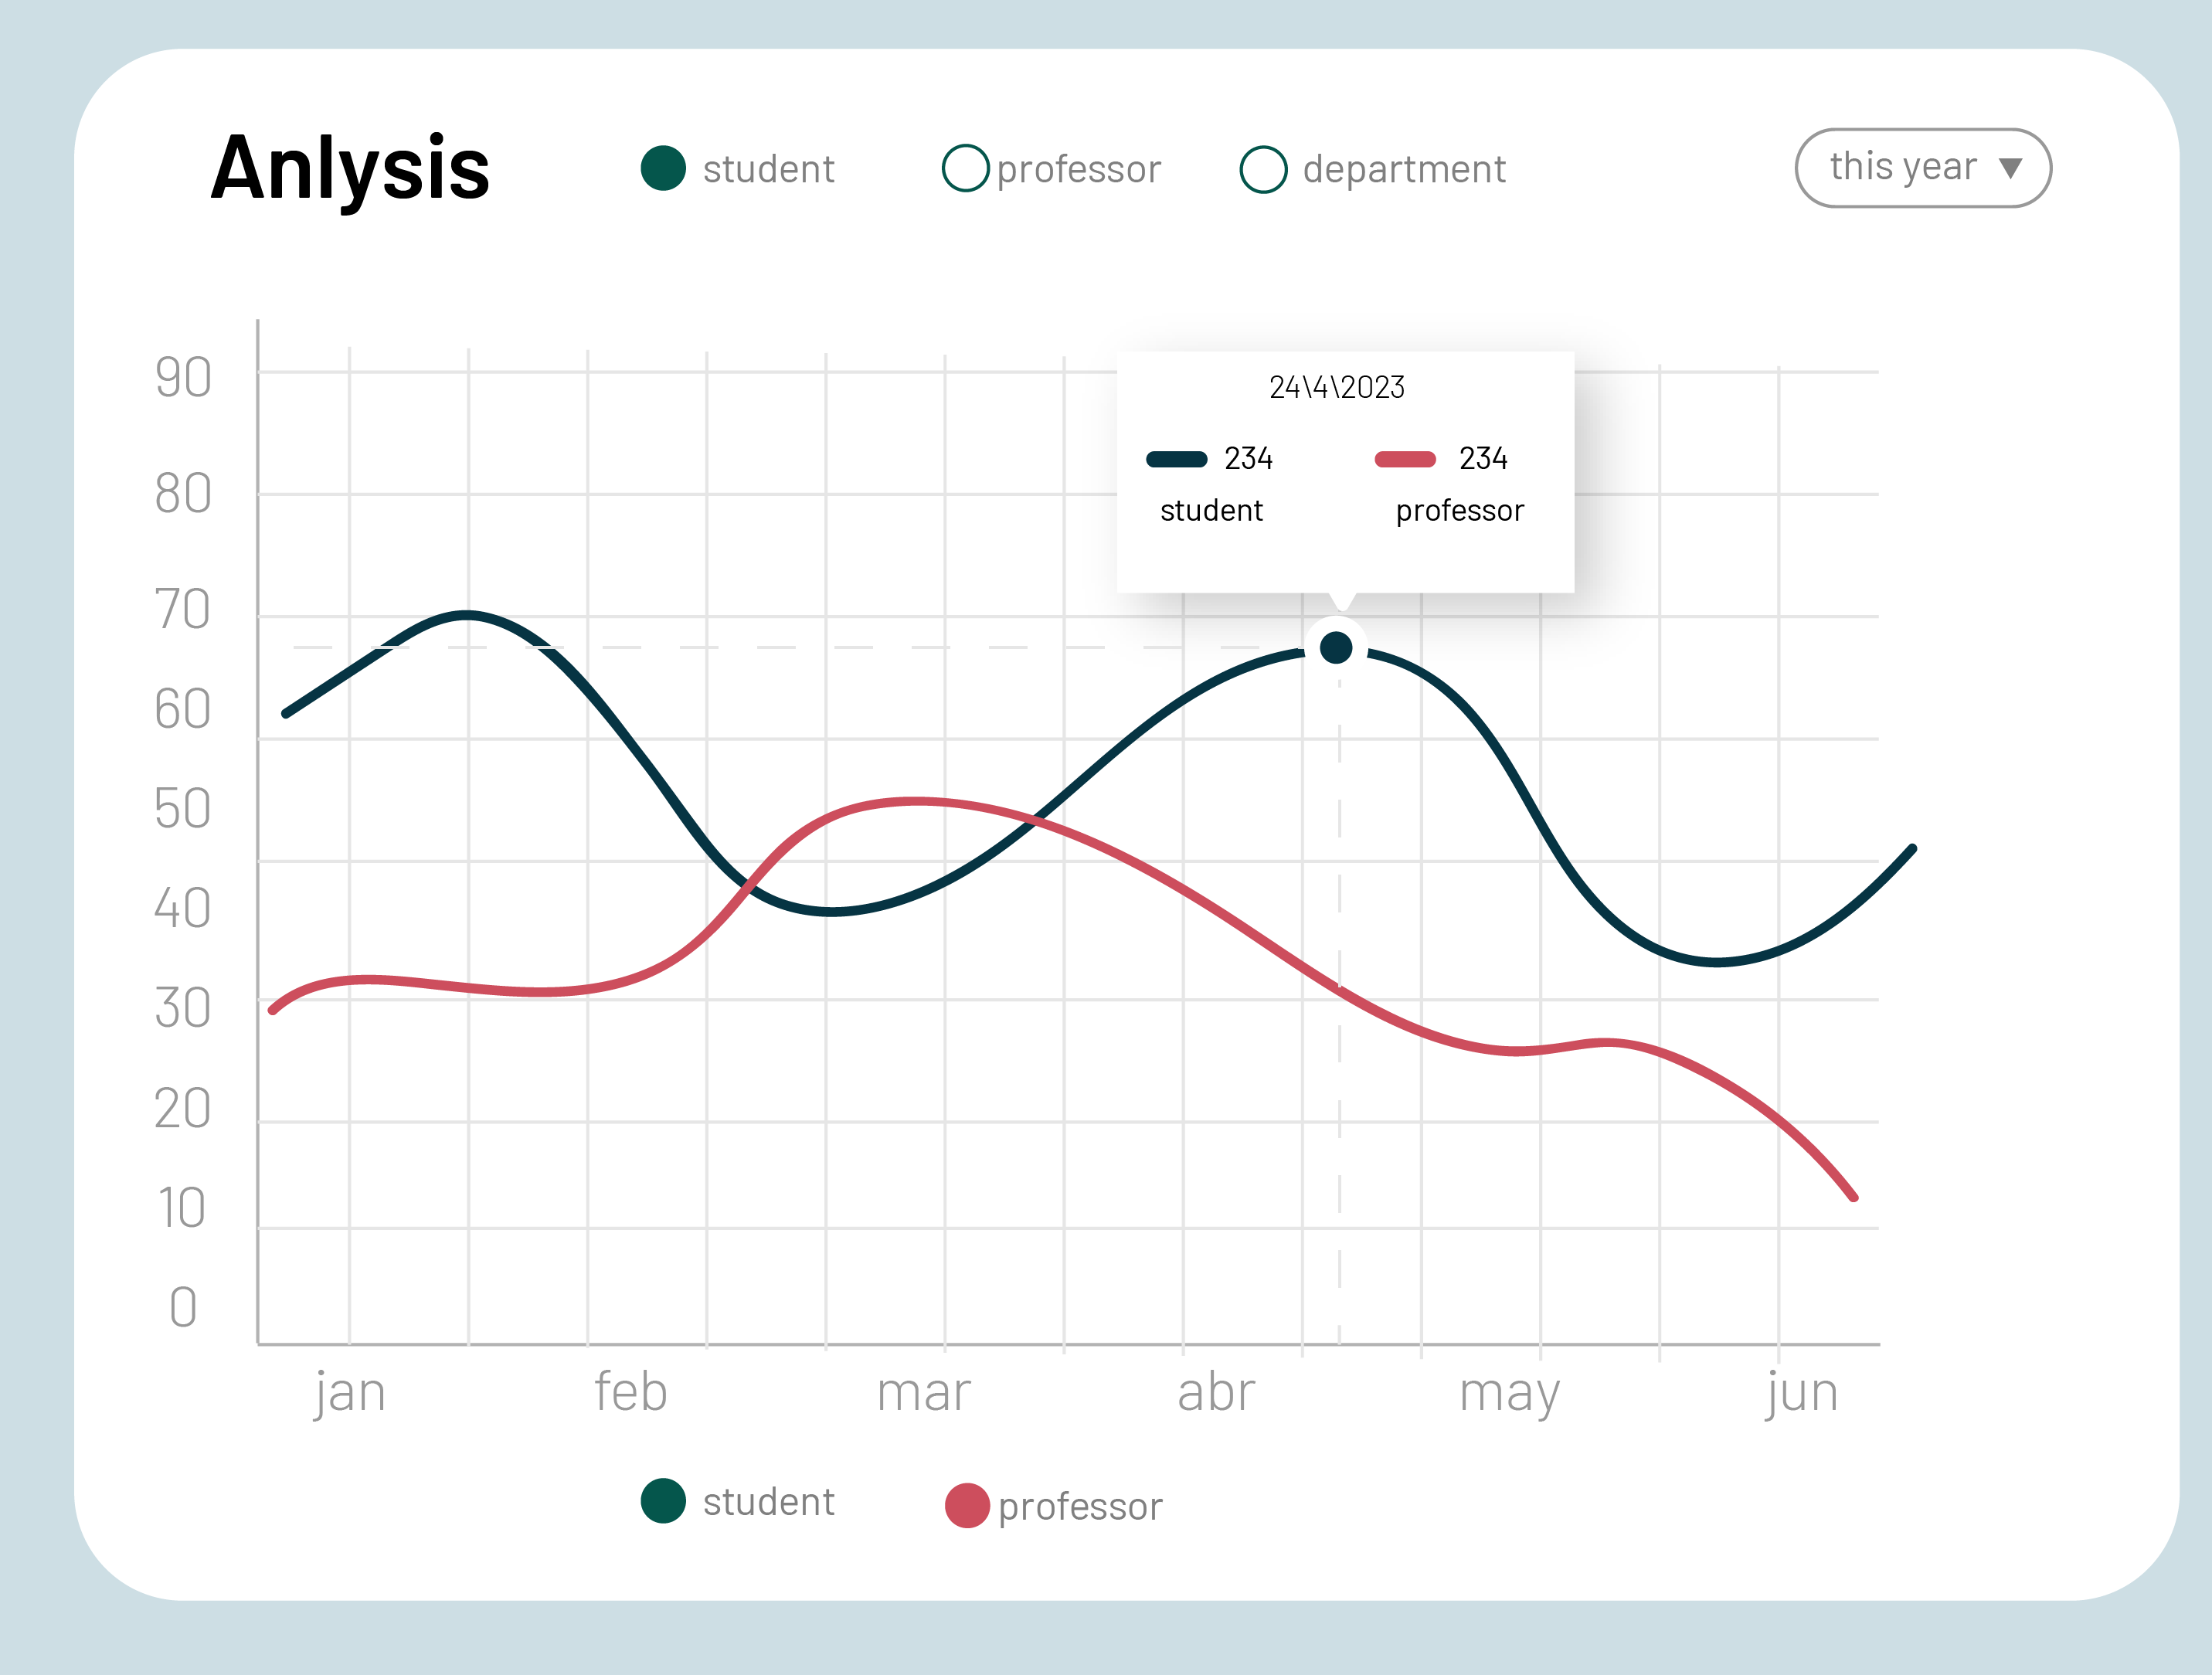 Anlysis
student professor department
this year
90
80
70
60
50
40
30
20
10
0
24\4\2023
234 234
student professor
jan feb mar abr may jun
student professor